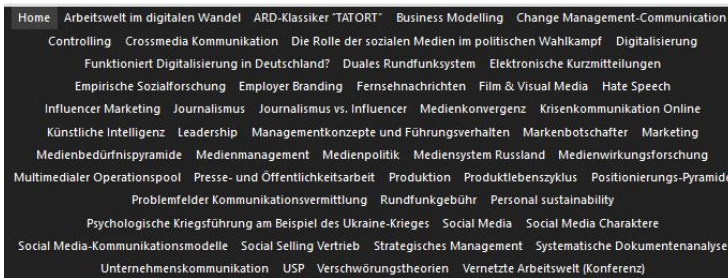 Home Arbeitswelt im digitalen Wandel ARD-Klassiker "TATORT" Business Modelling Change Management-Communication
Controlling Crossmedia Kommunikation Die Rolle der sozialen Medien im politischen Wahlkampf Digitalisierung
Funktioniert Digitalisierung in Deutschland? Duales Rundfunksystem Elektronische Kurzmitteilungen
Empirische Sozialforschung Employer Branding Fernsehnachrichten Film & Visual Media Hate Speech
Influencer Marketing Journalismus Journalismus vs. Influencer Medienkonvergenz Krisenkommunikation Online
Künstliche Intelligenz Leadership Managementkonzepte und Führungsverhalten Markenbotschafter Marketing
Medienbedürfnispyramide Medienmanagement Medienpolitik Mediensystem Russland Medienwirkungsforschung
Multimedialer Operationspool Presse- und Öffentlichkeitsarbeit Produktion Produktlebenszyklus Positionierungs-Pyramide
Problemfelder Kommunikationsvermittlung Rundfunkgebühr Personal sustainability
Psychologische Kriegsführung am Beispiel des Ukraine-Krieges Social Media Social Media Charaktere
Social Media-Kommunikationsmodelle Social Selling Vertrieb Strategisches Management Systematische Dokumentenanalyse
Unternehmenskommunikation USP Verschwörungstheorien Vernetzte Arbeitswelt (Konferenz)